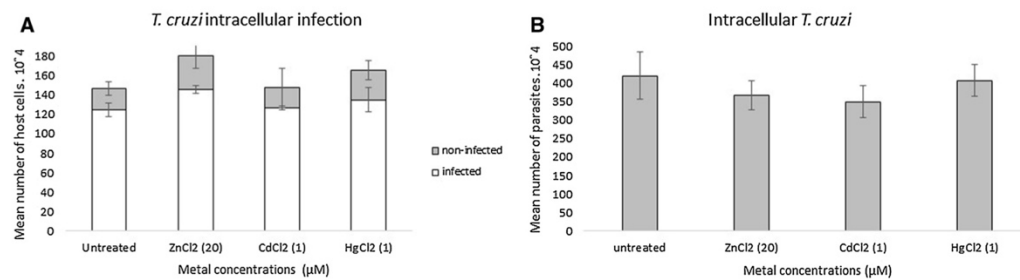 A
T. cruzi intracellular infection
Mean number of host cells. 10^4
180
160
140
120
100
80
60
40
20
0
Untreated
ZnCl2 (20)
CdCl2 (1)
HgCl2 (1)
Metal concentrations (µM)
non-infected
infected
B
Intracellular T. cruzi
Mean number of parasites. 10^4
500
450
400
350
300
250
200
150
100
50
0
untreated
ZnCl2 (20)
CdCl2 (1)
HgCl2 (1)
Metal concentrations (µM)